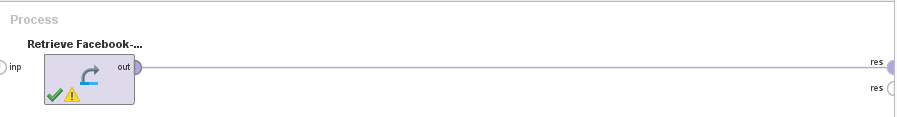 Process
Retrieve Facebook-...
inp
out
res
res